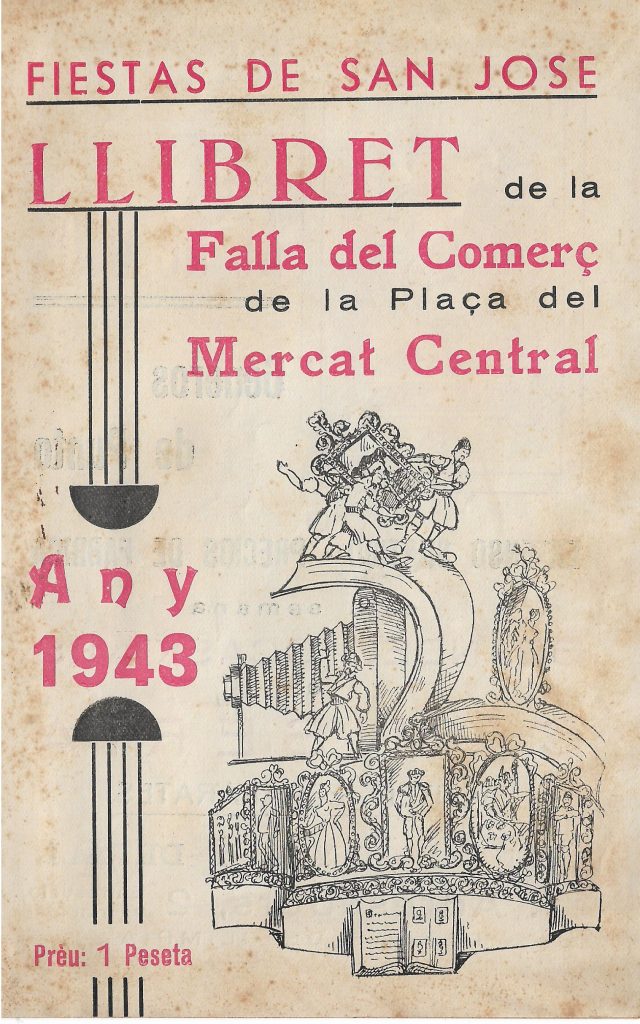 FIESTAS DE SAN JOSE
LLIBRET de la
Falla del Comerç
de la Plaça del
Mercat Central
Any
1943
Prèu: 1 Peseta